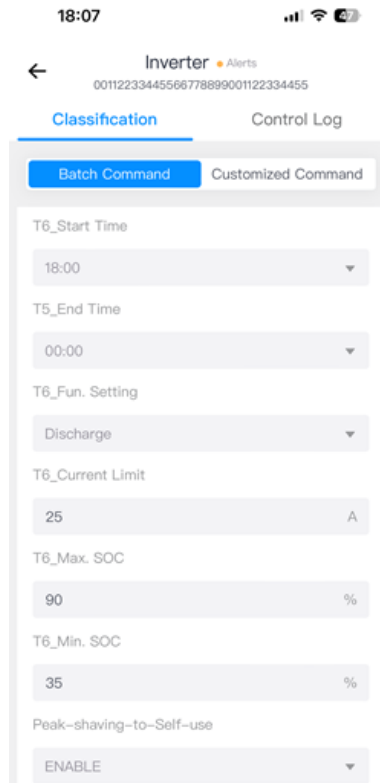 18:07
47
Inverter Alerts
00112233445566778899001122334455
Classification Control Log
Batch Command Customized Command
T6_Start Time
18:00
T5_End Time
00:00
T6_Fun. Setting
Discharge
T6_Current Limit
25 A
T6_Max. SOC
90 %
T6_Min. SOC
35 %
Peak-shaving-to-Self-use
ENABLE